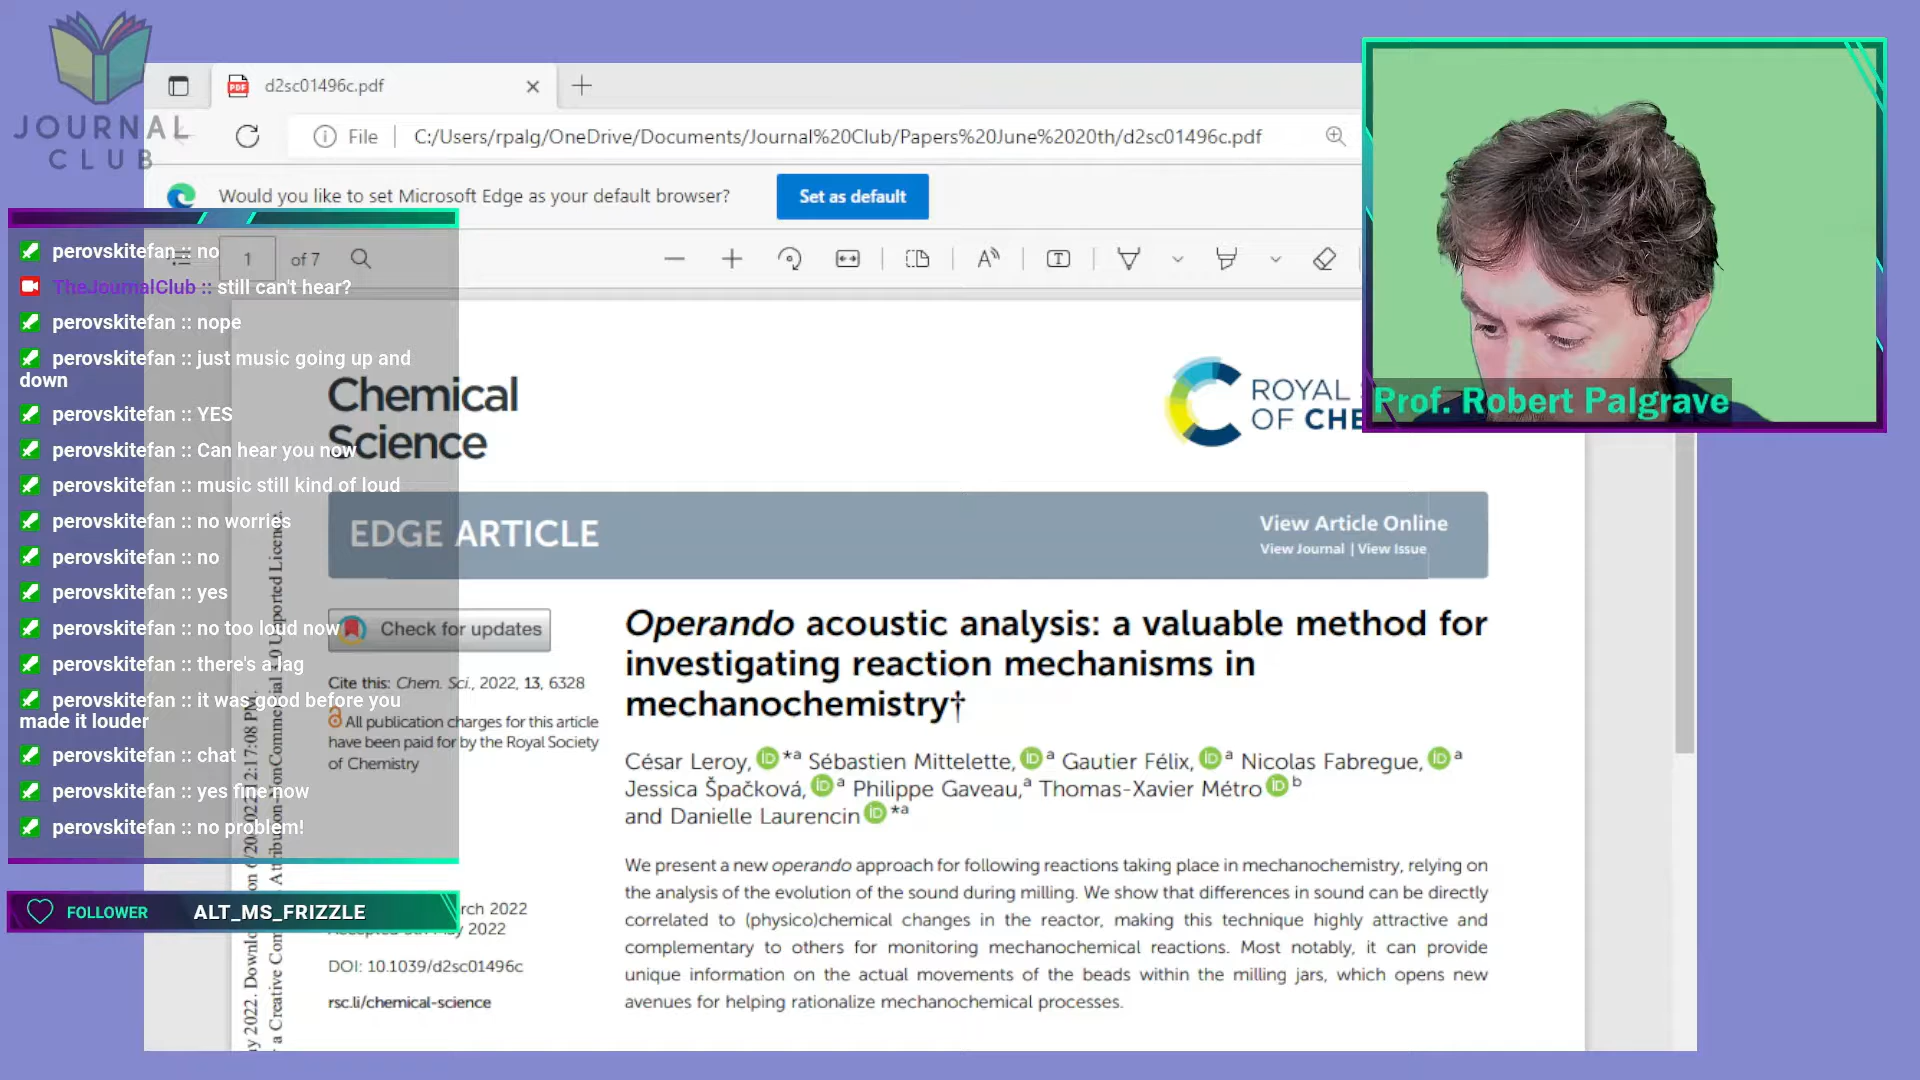 JOURNAL
CLUB
d2sc01496c.pdf
File
C:/Users/rpalg/OneDrive/Documents/Journal%20Club/Papers%20June%2020th/d2sc01496c.pdf
Would you like to set Microsoft Edge as your default browser?
Set as default
1 of 7
perovskitefan :: no
TheJournalClub :: still can't hear?
perovskitefan :: nope
perovskitefan :: just music going up and
down
perovskitefan :: YES
perovskitefan :: Can hear you now
perovskitefan :: music still kind of loud
perovskitefan :: no worries
perovskitefan :: no
perovskitefan :: yes
perovskitefan :: no too loud now
perovskitefan :: there's a lag
perovskitefan :: it was good before you
made it louder
perovskitefan :: chat
perovskitefan :: yes fine now
perovskitefan :: no problem!
FOLLOWER ALT_MS_FRIZZLE
Prof. Robert Palgrave
Chemical
Science
ROYAL
OF CHE
EDGE ARTICLE
View Article Online
View Journal | View Issue
Check for updates
Cite this: Chem. Sci., 2022, 13, 6328
All publication charges for this article
have been paid for by the Royal Society
of Chemistry
rch 2022
May 2022
DOI: 10.1039/d2sc01496c
rsc.li/chemical-science
Operando acoustic analysis: a valuable method for
investigating reaction mechanisms in
mechanochemistry†
César Leroy, *a Sébastien Mittelette, a Gautier Félix, a Nicolas Fabregue, a
Jessica Špačková, a Philippe Gaveau,a Thomas-Xavier Métro b
and Danielle Laurencin *a
We present a new operando approach for following reactions taking place in mechanochemistry, relying on
the analysis of the evolution of the sound during milling. We show that differences in sound can be directly
correlated to (physico)chemical changes in the reactor, making this technique highly attractive and
complementary to others for monitoring mechanochemical reactions. Most notably, it can provide
unique information on the actual movements of the beads within the milling jars, which opens new
avenues for helping rationalize mechanochemical processes.